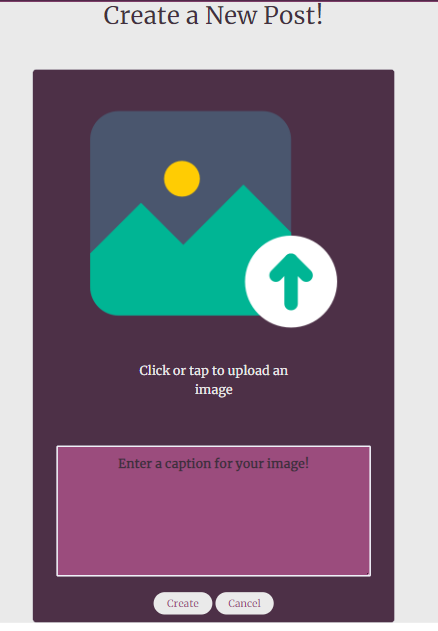 Create a New Post!
Click or tap to upload an
image
Enter a caption for your image!
Create
Cancel